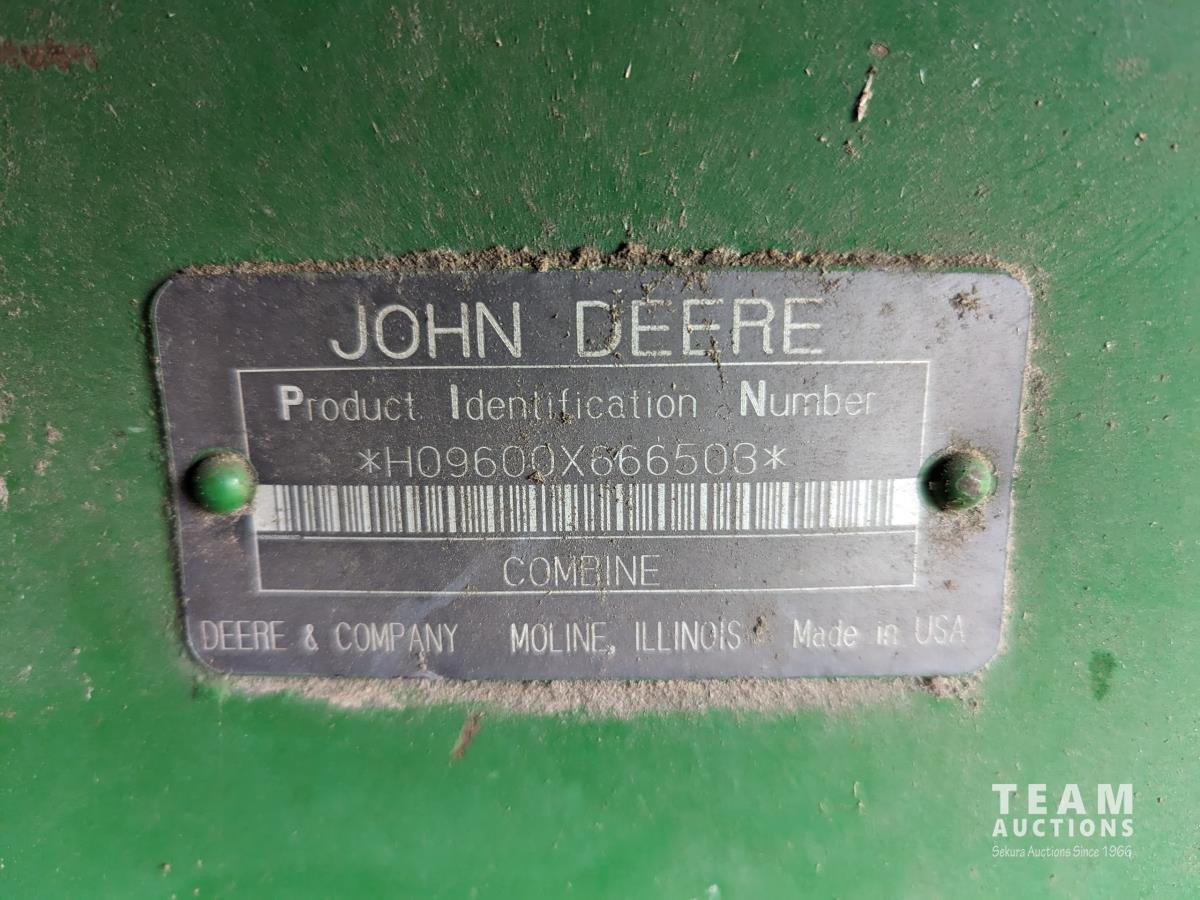 JOHN DEERE
Product Identification Number
*H09600X666503*
COMBINE
DEERE & COMPANY MOLINE, ILLINOIS Made in USA
TEAM
AUCTIONS
Sekura Auctions Since 1966